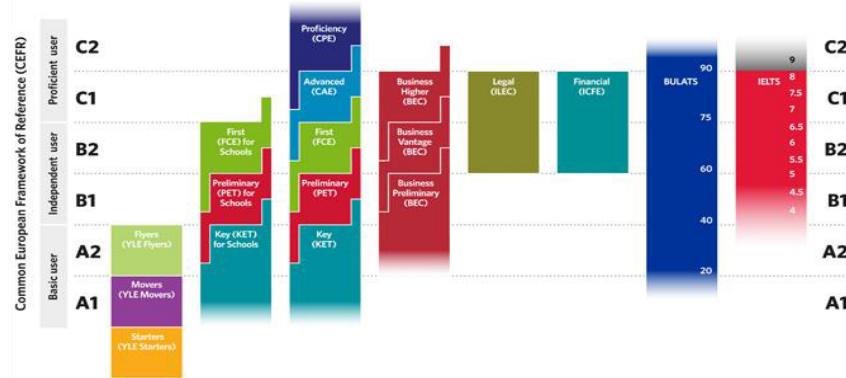 Common European Framework of Reference (CEFR)
Proficient user
Independent user
Basic user
C2
C1
B2
B1
A2
A1
Flyers
(YLE Flyers)
Movers
(YLE Movers)
Starters
(YLE Starters)
First
(FCE) for
Schools
Preliminary
(PET) for
Schools
Key (KET)
for Schools
Proficiency
(CPE)
Advanced
(CAE)
First
(FCE)
Preliminary
(PET)
Key
(KET)
Business
Higher
(BEC)
Business
Vantage
(BEC)
Business
Preliminary
(BEC)
Legal
(ILEC)
Financial
(ICFE)
BULATS
90
75
60
40
20
IELTS
9
8
7.5
7
6.5
6
5.5
5
4.5
4
C2
C1
B2
B1
A2
A1